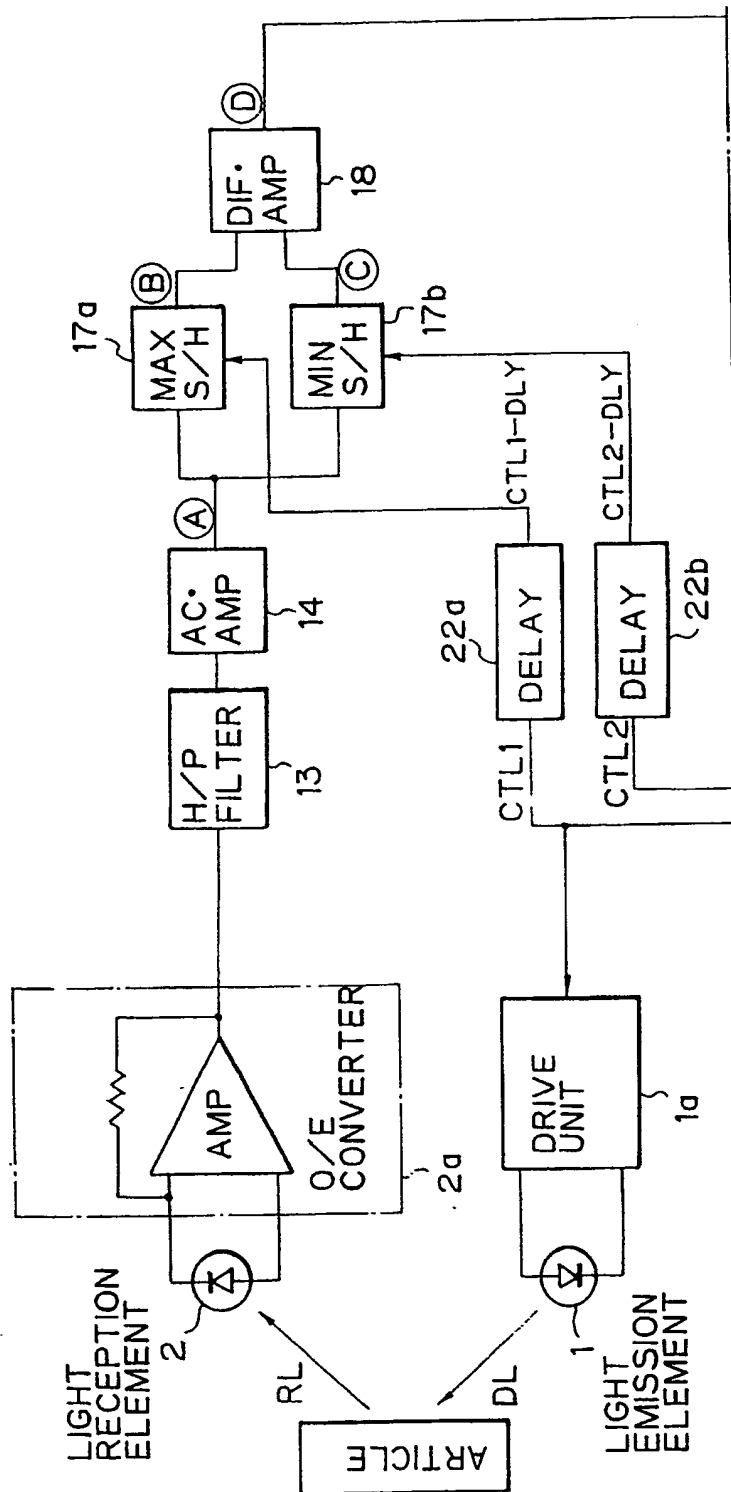 LIGHT
RECEPTION
ELEMENT
2
RL
ARTICLE
DL
1
LIGHT
EMISSION
ELEMENT
AMP
O/E
CONVERTER
2a
DRIVE
UNIT
1a
H/P
FILTER
13
AC•
AMP
14
A
CTL1
22a
DELAY
CTL1-DLY
CTL2
DELAY
22b
CTL2-DLY
17a
MAX
S/H
B
MIN
S/H
17b
C
DIF•
AMP
18
D